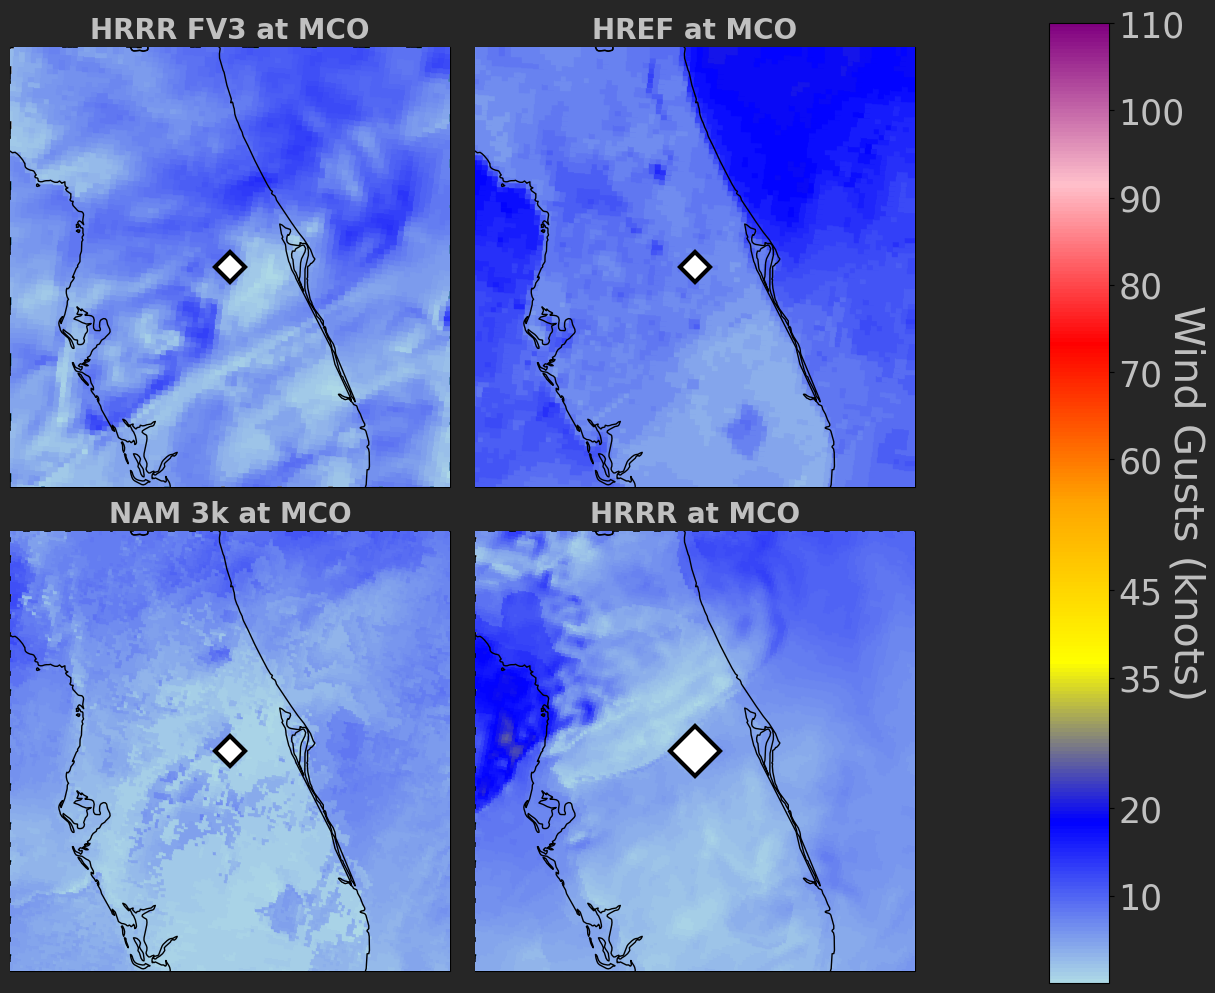 HRRR FV3 at MCO
HREF at MCO
NAM 3k at MCO
HRRR at MCO
110
100
90
80
70
60
45
35
20
10
Wind Gusts (knots)